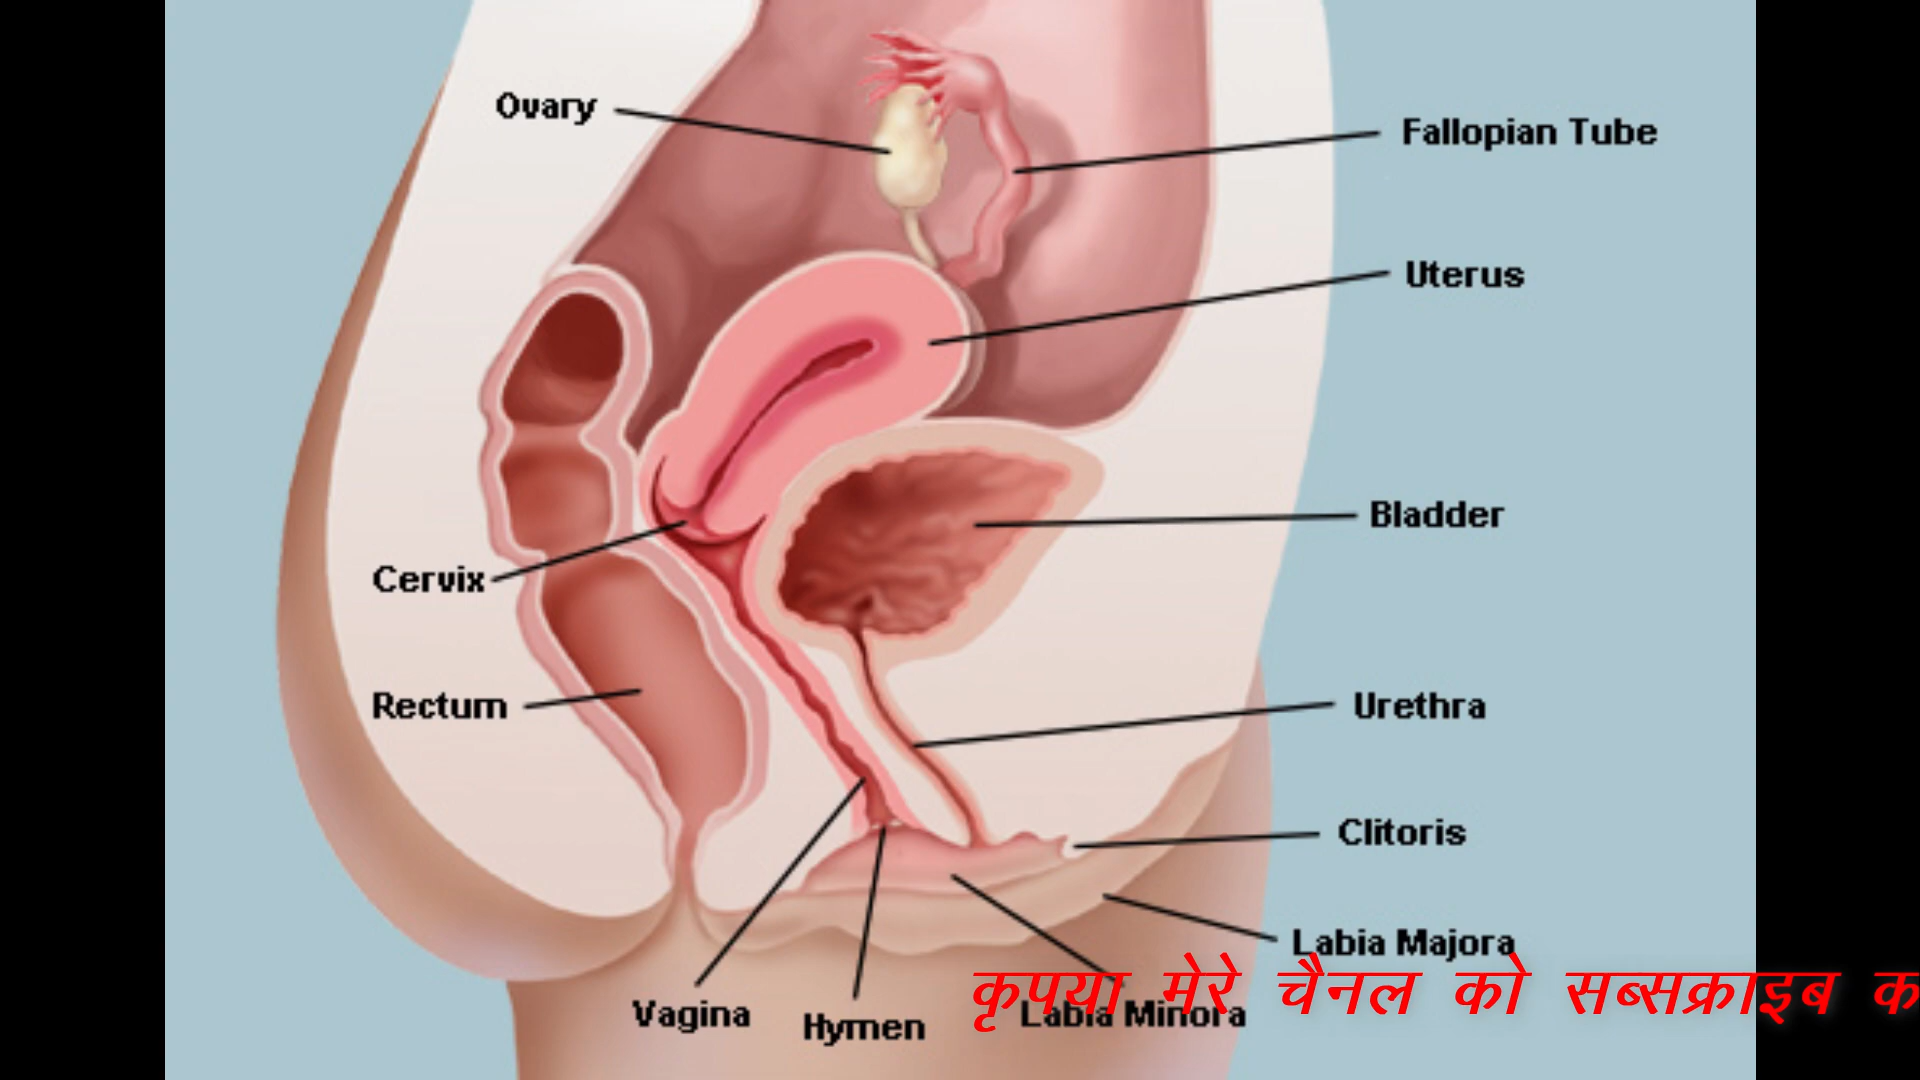 Ovary
Fallopian Tube
Uterus
Bladder
Cervix
Rectum
Urethra
Clitoris
Labia Majora
कृपया मेरे चैनल को सब्सक्राइब क
Vagina
Hymen
Labia Minora